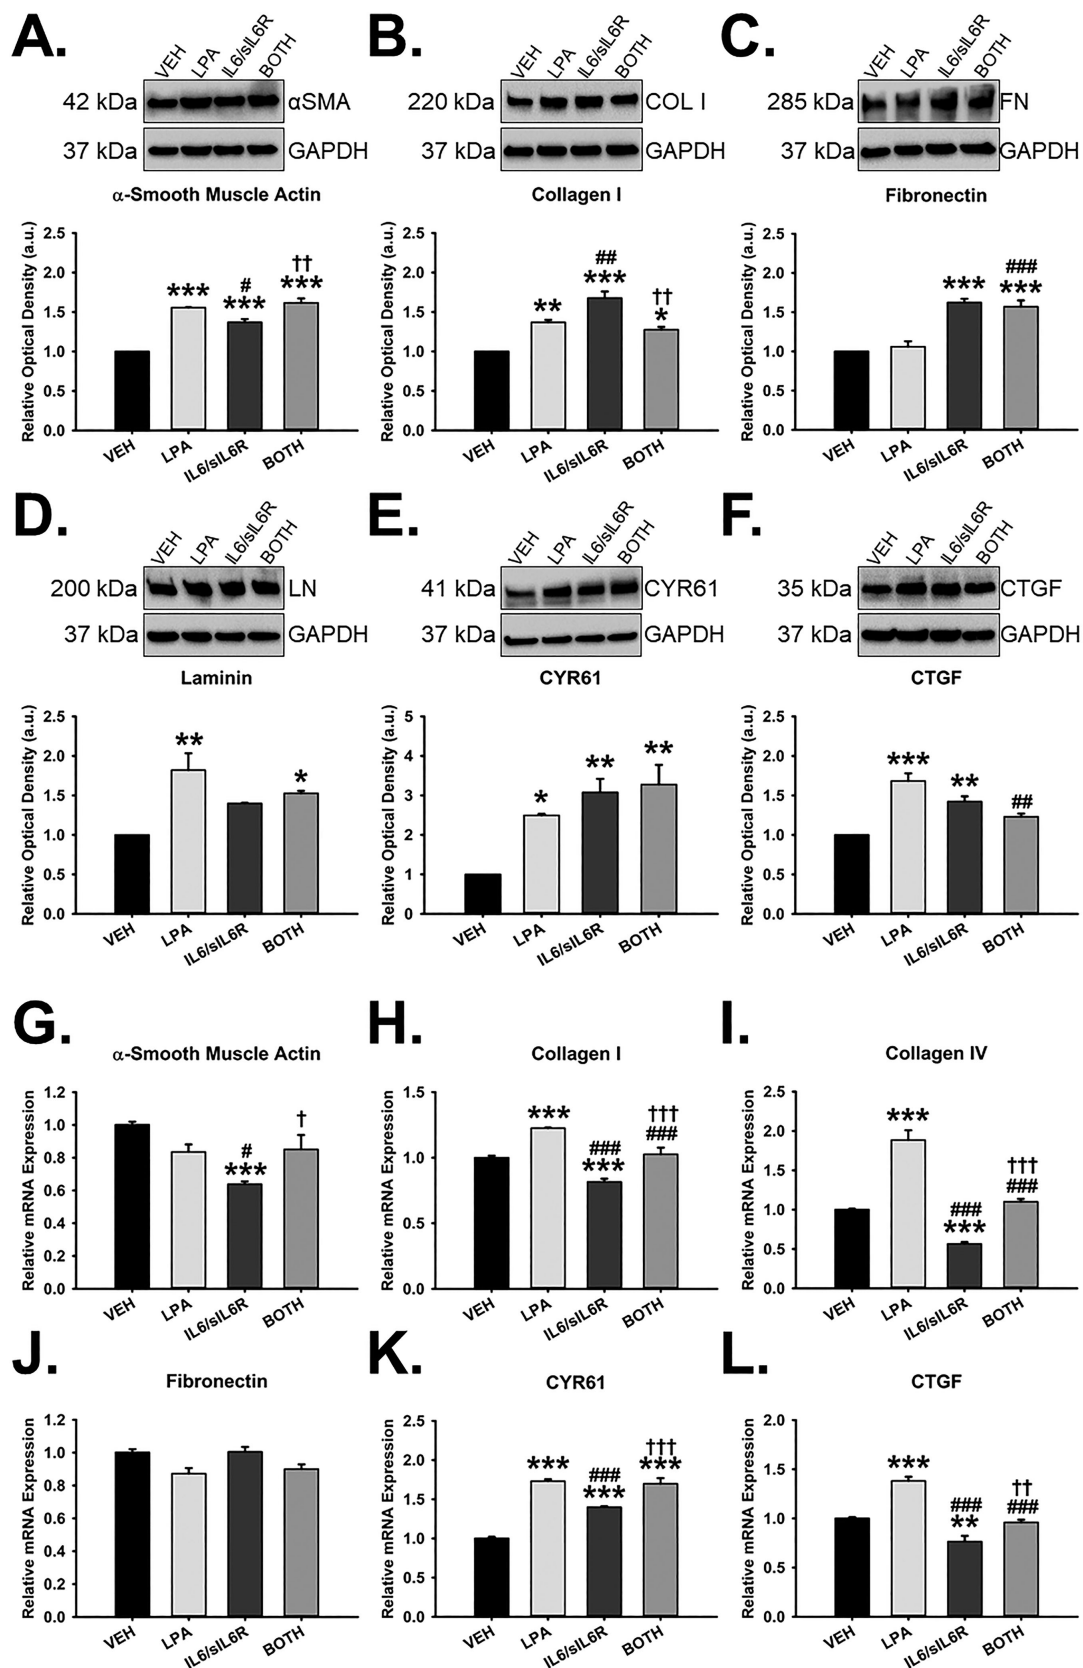 A.
VEH LPA IL6/sIL6R BOTH
42 kDa αSMA
37 kDa GAPDH
α-Smooth Muscle Actin
Relative Optical Density (a.u.)
2.5
2.0
1.5
1.0
0.5
0.0
***
#
***
††
***
VEH LPA IL6/sIL6R BOTH
B.
VEH LPA IL6/sIL6R BOTH
220 kDa COL I
37 kDa GAPDH
Collagen I
Relative Optical Density (a.u.)
2.5
2.0
1.5
1.0
0.5
0.0
**
##
***
††
*
VEH LPA IL6/sIL6R BOTH
C.
VEH LPA IL6/sIL6R BOTH
285 kDa FN
37 kDa GAPDH
Fibronectin
Relative Optical Density (a.u.)
2.5
2.0
1.5
1.0
0.5
0.0
***
###
***
VEH LPA IL6/sIL6R BOTH
D.
VEH LPA IL6/sIL6R BOTH
200 kDa LN
37 kDa GAPDH
Laminin
Relative Optical Density (a.u.)
2.5
2.0
1.5
1.0
0.5
0.0
**
*
VEH LPA IL6/sIL6R BOTH
E.
VEH LPA IL6/sIL6R BOTH
41 kDa CYR61
37 kDa GAPDH
CYR61
Relative Optical Density (a.u.)
5
4
3
2
1
0
*
**
**
VEH LPA IL6/sIL6R BOTH
F.
VEH LPA IL6/sIL6R BOTH
35 kDa CTGF
37 kDa GAPDH
CTGF
Relative Optical Density (a.u.)
2.5
2.0
1.5
1.0
0.5
0.0
***
**
##
VEH LPA IL6/sIL6R BOTH
G.
α-Smooth Muscle Actin
Relative mRNA Expression
1.2
1.0
0.8
0.6
0.4
0.2
0.0
#
***
†
VEH LPA IL6/sIL6R BOTH
H.
Collagen I
Relative mRNA Expression
1.5
1.0
0.5
0.0
***
###
***
†††
###
VEH LPA IL6/sIL6R BOTH
I.
Collagen IV
Relative mRNA Expression
2.5
2.0
1.5
1.0
0.5
0.0
***
###
***
†††
###
VEH LPA IL6/sIL6R BOTH
J.
Fibronectin
Relative mRNA Expression
1.2
1.0
0.8
0.6
0.4
0.2
0.0
VEH LPA IL6/sIL6R BOTH
K.
CYR61
Relative mRNA Expression
2.5
2.0
1.5
1.0
0.5
0.0
***
###
***
†††
***
VEH LPA IL6/sIL6R BOTH
L.
CTGF
Relative mRNA Expression
2.0
1.5
1.0
0.5
0.0
***
###
**
††
###
VEH LPA IL6/sIL6R BOTH